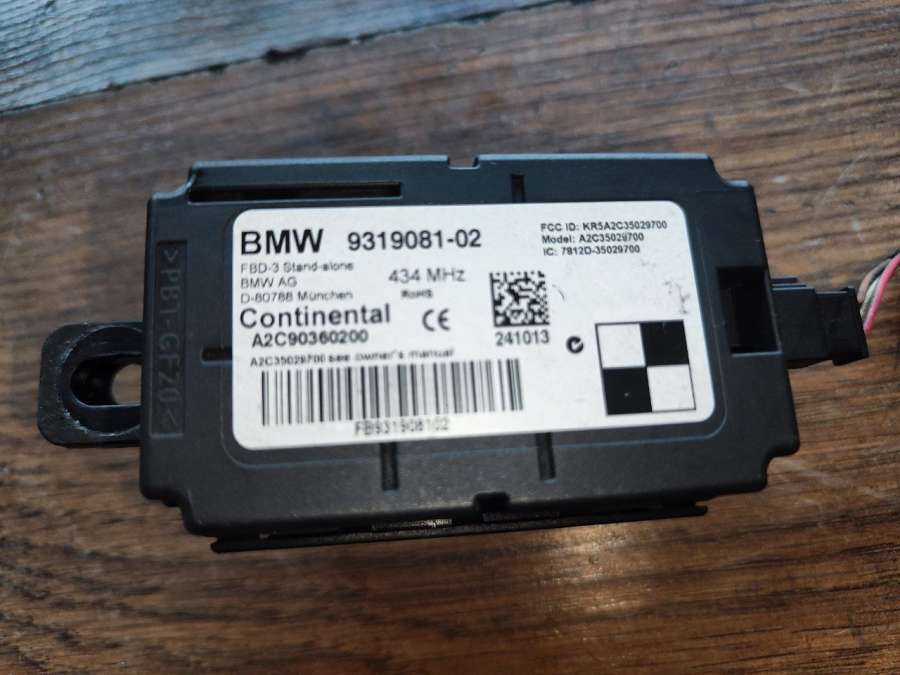 BMW 9319081-02
FBD-3 Stand-alone
BMW AG
D-80788 München
434 MHz
RoHS
Continental
CE
A2C90360200
A2C35029700 see owner's manual
FB931908102
FCC ID: KR5A2C35029700
Model: A2C35029700
IC: 7812D-35029700
241013
>PBT-GF20<